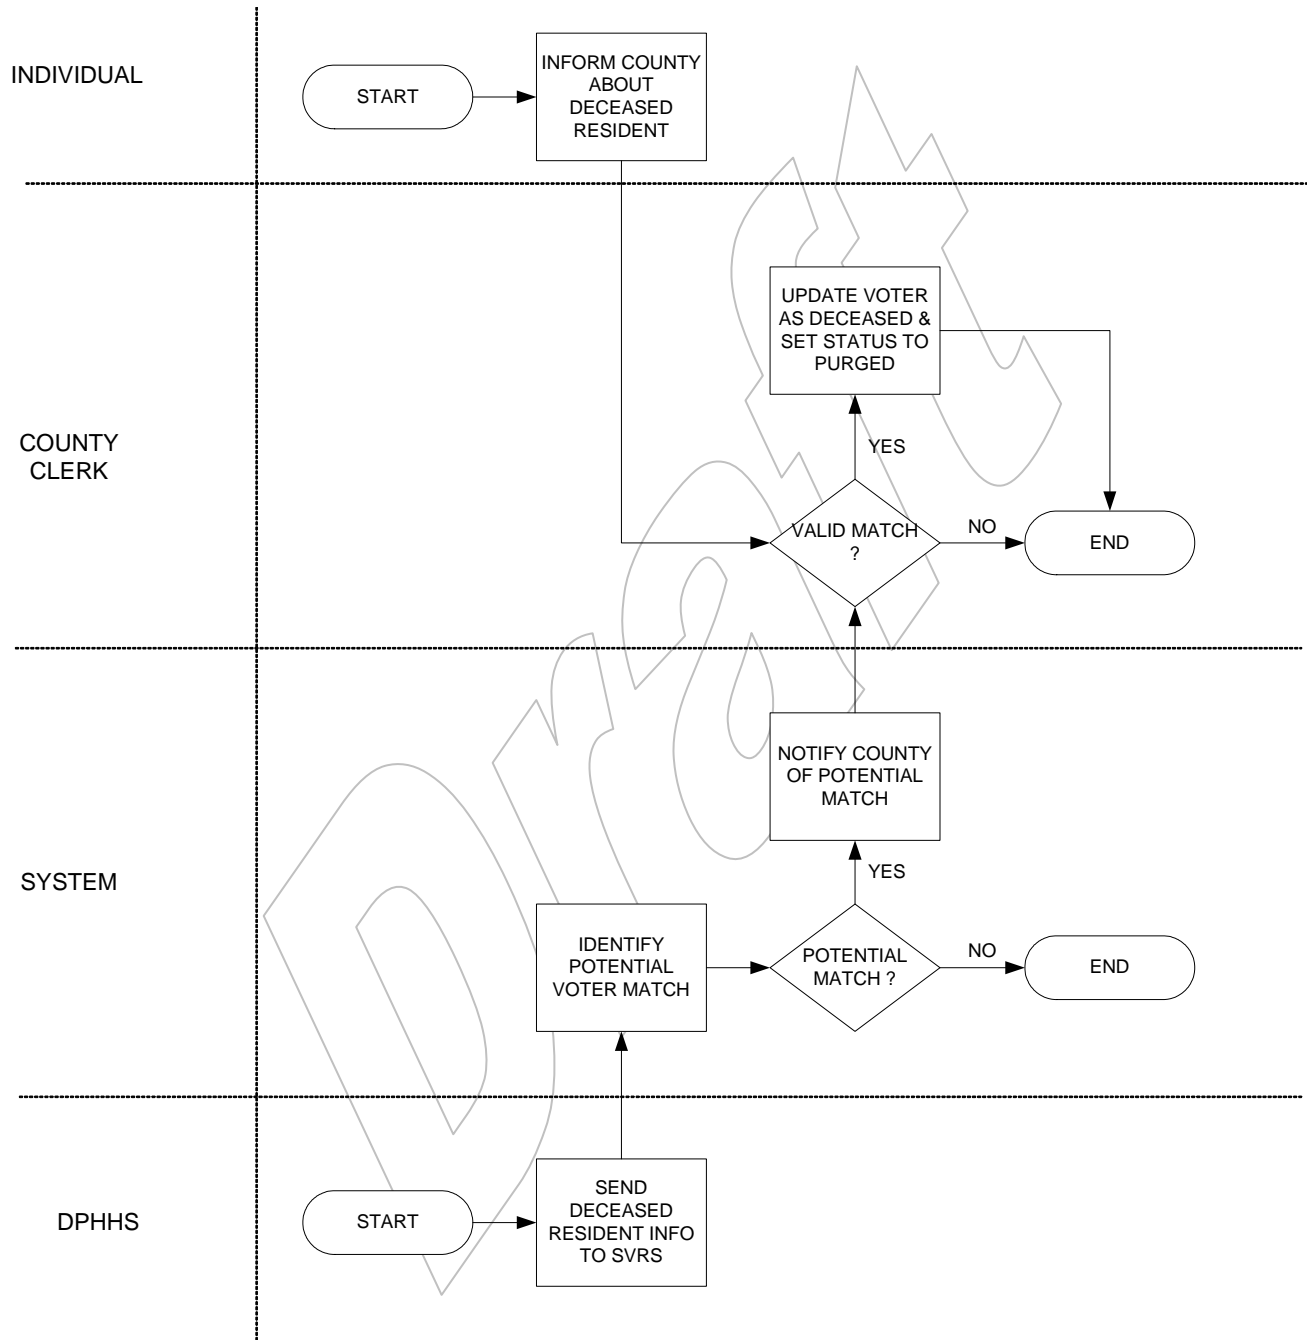 INDIVIDUAL
START
INFORM COUNTY
ABOUT
DECEASED
RESIDENT
COUNTY
CLERK
UPDATE VOTER
AS DECEASED &
SET STATUS TO
PURGED
YES
VALID MATCH
?
NO
END
SYSTEM
NOTIFY COUNTY
OF POTENTIAL
MATCH
YES
IDENTIFY
POTENTIAL
VOTER MATCH
POTENTIAL
MATCH ?
NO
END
DPHHS
START
SEND
DECEASED
RESIDENT INFO
TO SVRS
Draft